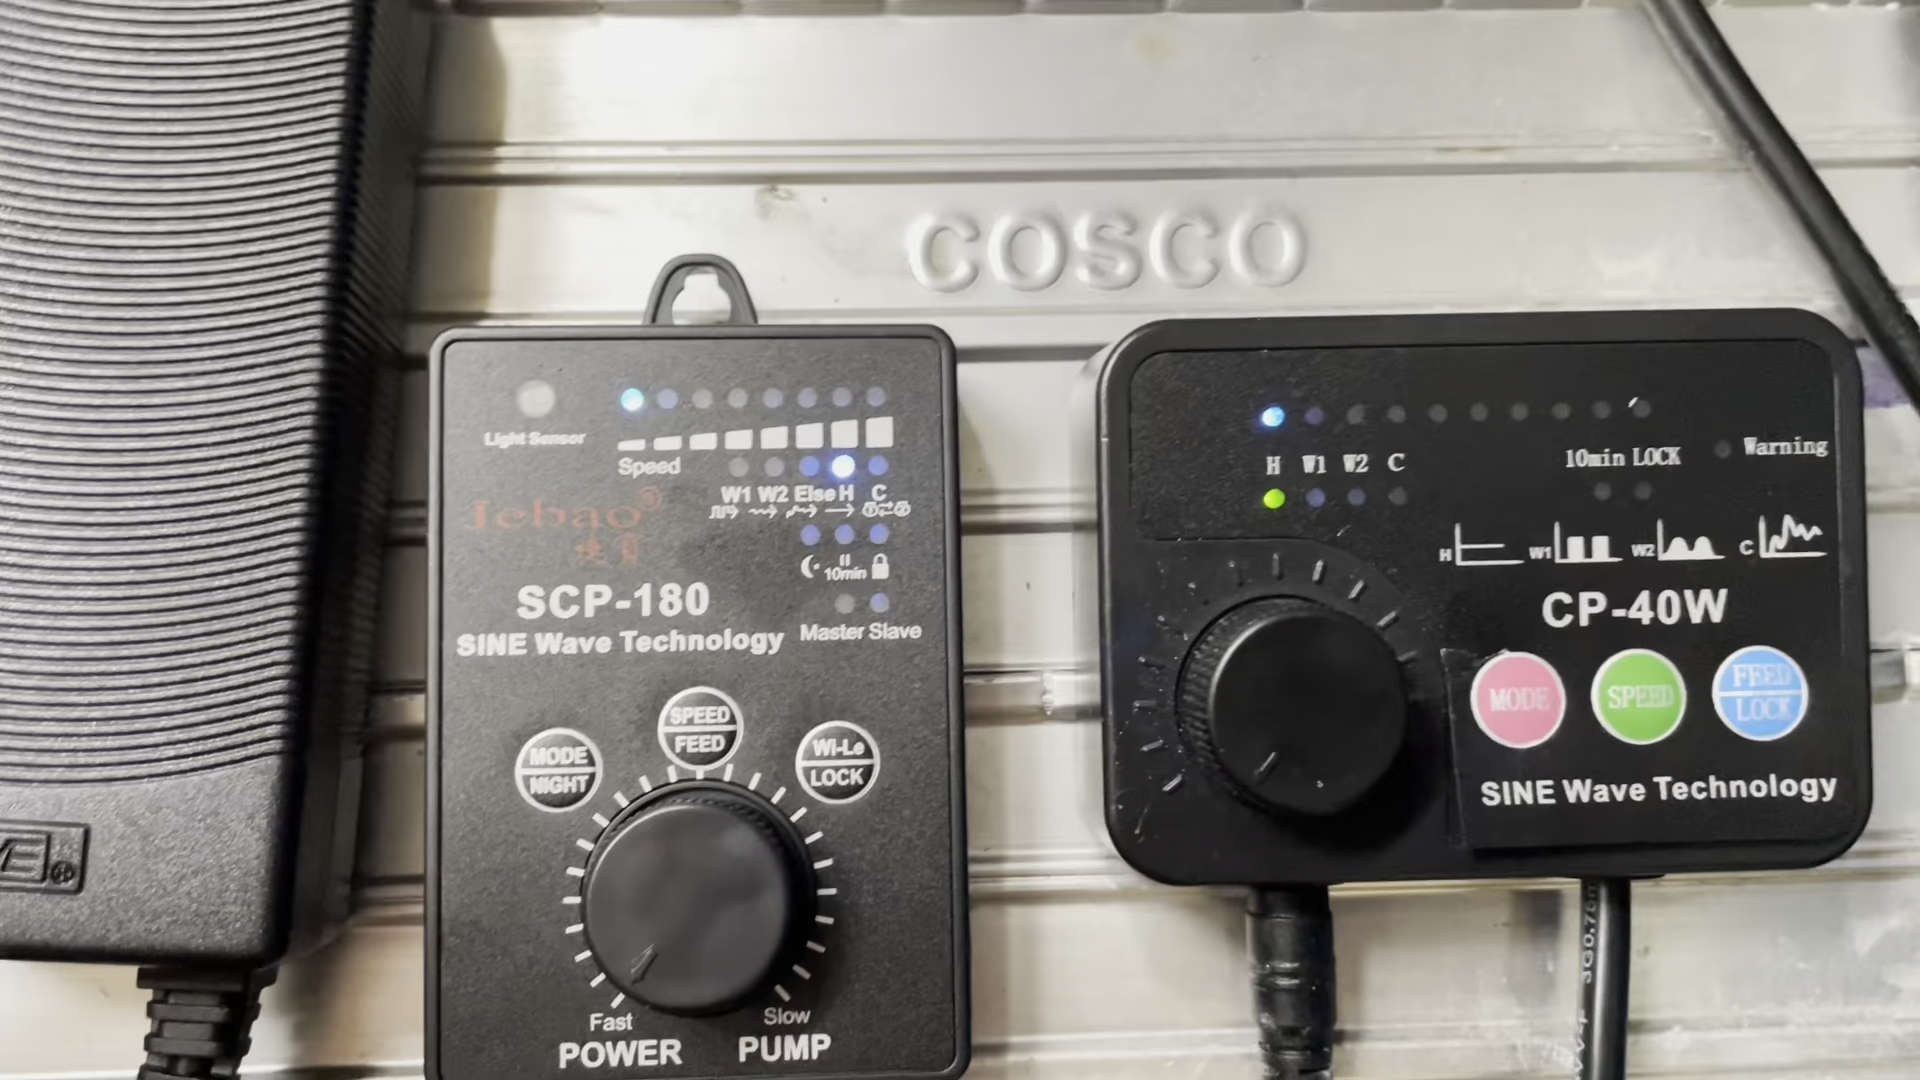 COSCO
Light Sensor
Speed
W1 W2 Else H C
Jebao®
SCP-180
SINE Wave Technology
10min
Master Slave
MODE
NIGHT
SPEED
FEED
Wi-Le
LOCK
Fast
Slow
POWER
PUMP
H W1 W2 C
10min LOCK
Warning
H W1 W2 C
CP-40W
MODE
SPEED
FEED
LOCK
SINE Wave Technology
3G0.75m